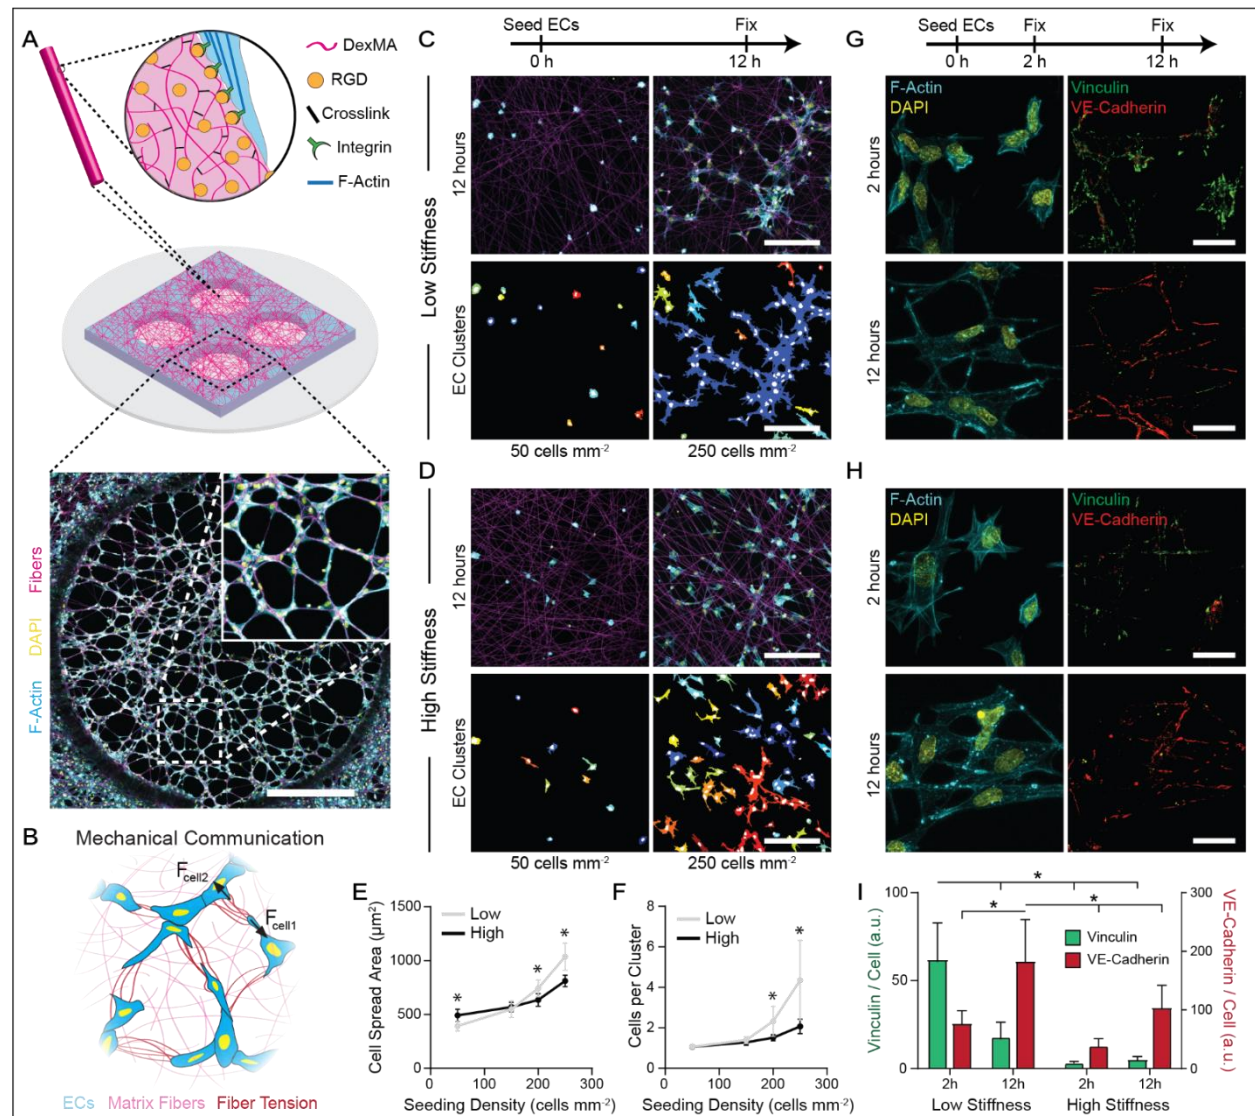 A
DexMA
RGD
Crosslink
Integrin
F-Actin
F-Actin DAPI Fibers
B
Mechanical Communication
Fcell2
Fcell1
ECs Matrix Fibers Fiber Tension
C
Seed ECs Fix
0 h 12 h
Low Stiffness
12 hours
EC Clusters
50 cells mm-2 250 cells mm-2
D
High Stiffness
12 hours
EC Clusters
50 cells mm-2 250 cells mm-2
E
Cell Spread Area (µm2)
1500
1000
500
0
Low
High
*
*
*
0 100 200 300
Seeding Density (cells mm-2)
F
Cells per Cluster
8
6
4
2
0
Low
High
*
*
0 100 200 300
Seeding Density (cells mm-2)
G
Seed ECs Fix Fix
0 h 2 h 12 h
F-Actin
DAPI
Vinculin
VE-Cadherin
2 hours
12 hours
H
F-Actin
DAPI
Vinculin
VE-Cadherin
2 hours
12 hours
I
Vinculin / Cell (a.u.)
100
50
0
*
*
*
Vinculin
VE-Cadherin
300
200
100
0
VE-Cadherin / Cell (a.u.)
2h 12h 2h 12h
Low Stiffness High Stiffness